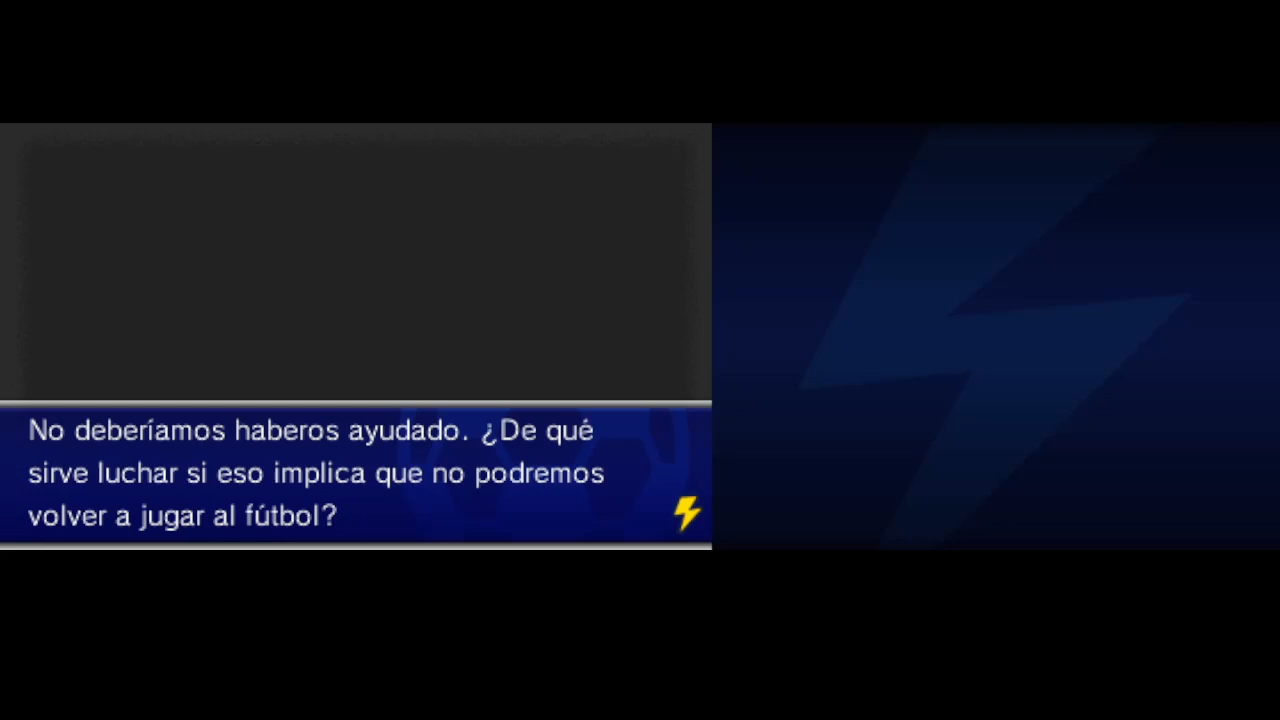 No deberíamos haberos ayudado. ¿De qué
sirve luchar si eso implica que no podremos
volver a jugar al fútbol?